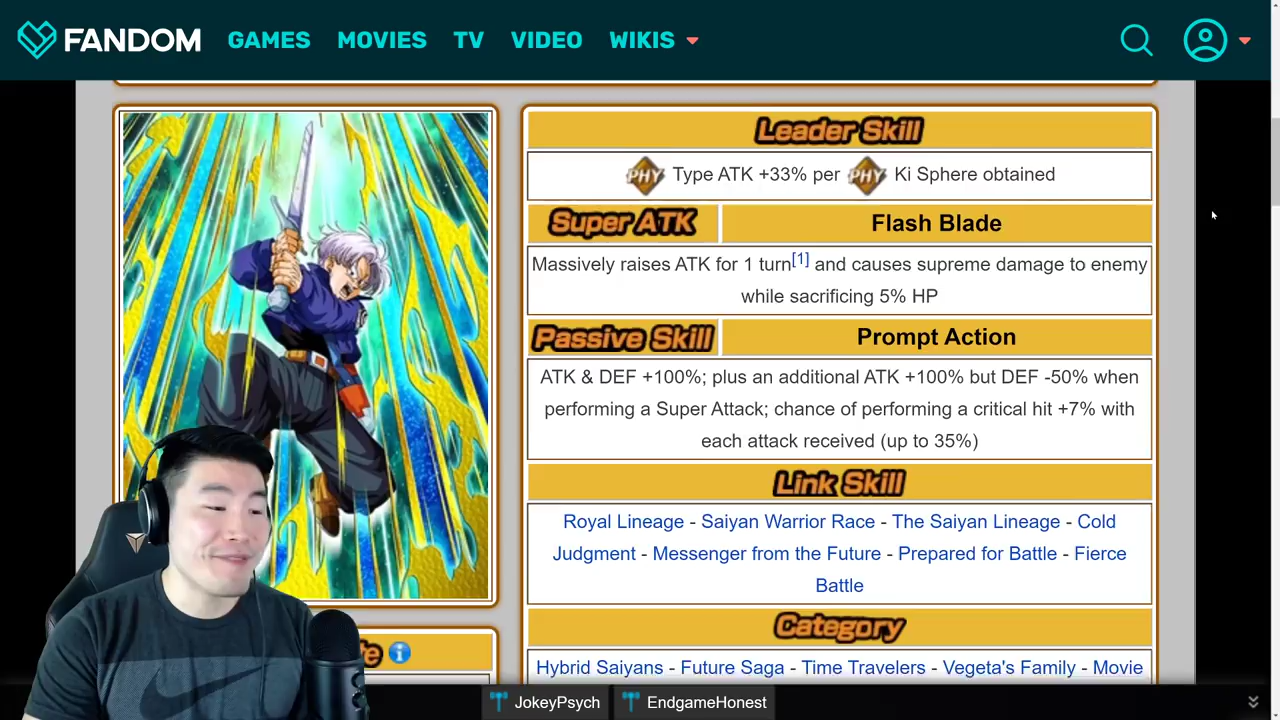 FANDOM GAMES MOVIES TV VIDEO WIKIS
Leader Skill
PHY Type ATK +33% per PHY Ki Sphere obtained
Super ATK Flash Blade
Massively raises ATK for 1 turn[1] and causes supreme damage to enemy
while sacrificing 5% HP
Passive Skill Prompt Action
ATK & DEF +100%; plus an additional ATK +100% but DEF -50% when
performing a Super Attack; chance of performing a critical hit +7% with
each attack received (up to 35%)
Link Skill
Royal Lineage - Saiyan Warrior Race - The Saiyan Lineage - Cold
Judgment - Messenger from the Future - Prepared for Battle - Fierce
Battle
Category
Hybrid Saiyans - Future Saga - Time Travelers - Vegeta's Family - Movie
JokeyPsych EndgameHonest